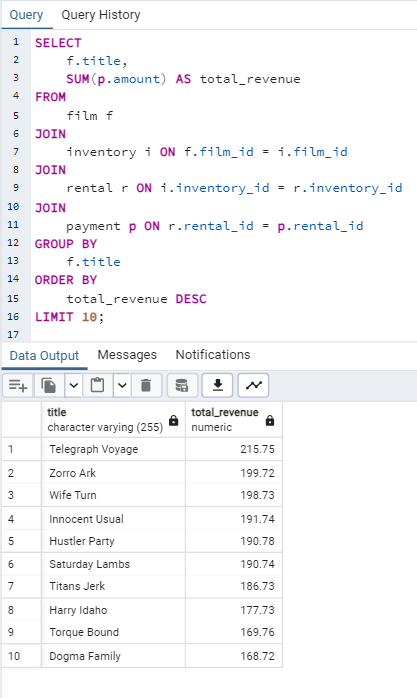 Query Query History
1 SELECT
2 f.title,
3 SUM(p.amount) AS total_revenue
4 FROM
5 film f
6 JOIN
7 inventory i ON f.film_id = i.film_id
8 JOIN
9 rental r ON i.inventory_id = r.inventory_id
10 JOIN
11 payment p ON r.rental_id = p.rental_id
12 GROUP BY
13 f.title
14 ORDER BY
15 total_revenue DESC
16 LIMIT 10;
17
Data Output Messages Notifications
title total_revenue
character varying (255) numeric
1 Telegraph Voyage 215.75
2 Zorro Ark 199.72
3 Wife Turn 198.73
4 Innocent Usual 191.74
5 Hustler Party 190.78
6 Saturday Lambs 190.74
7 Titans Jerk 186.73
8 Harry Idaho 177.73
9 Torque Bound 169.76
10 Dogma Family 168.72